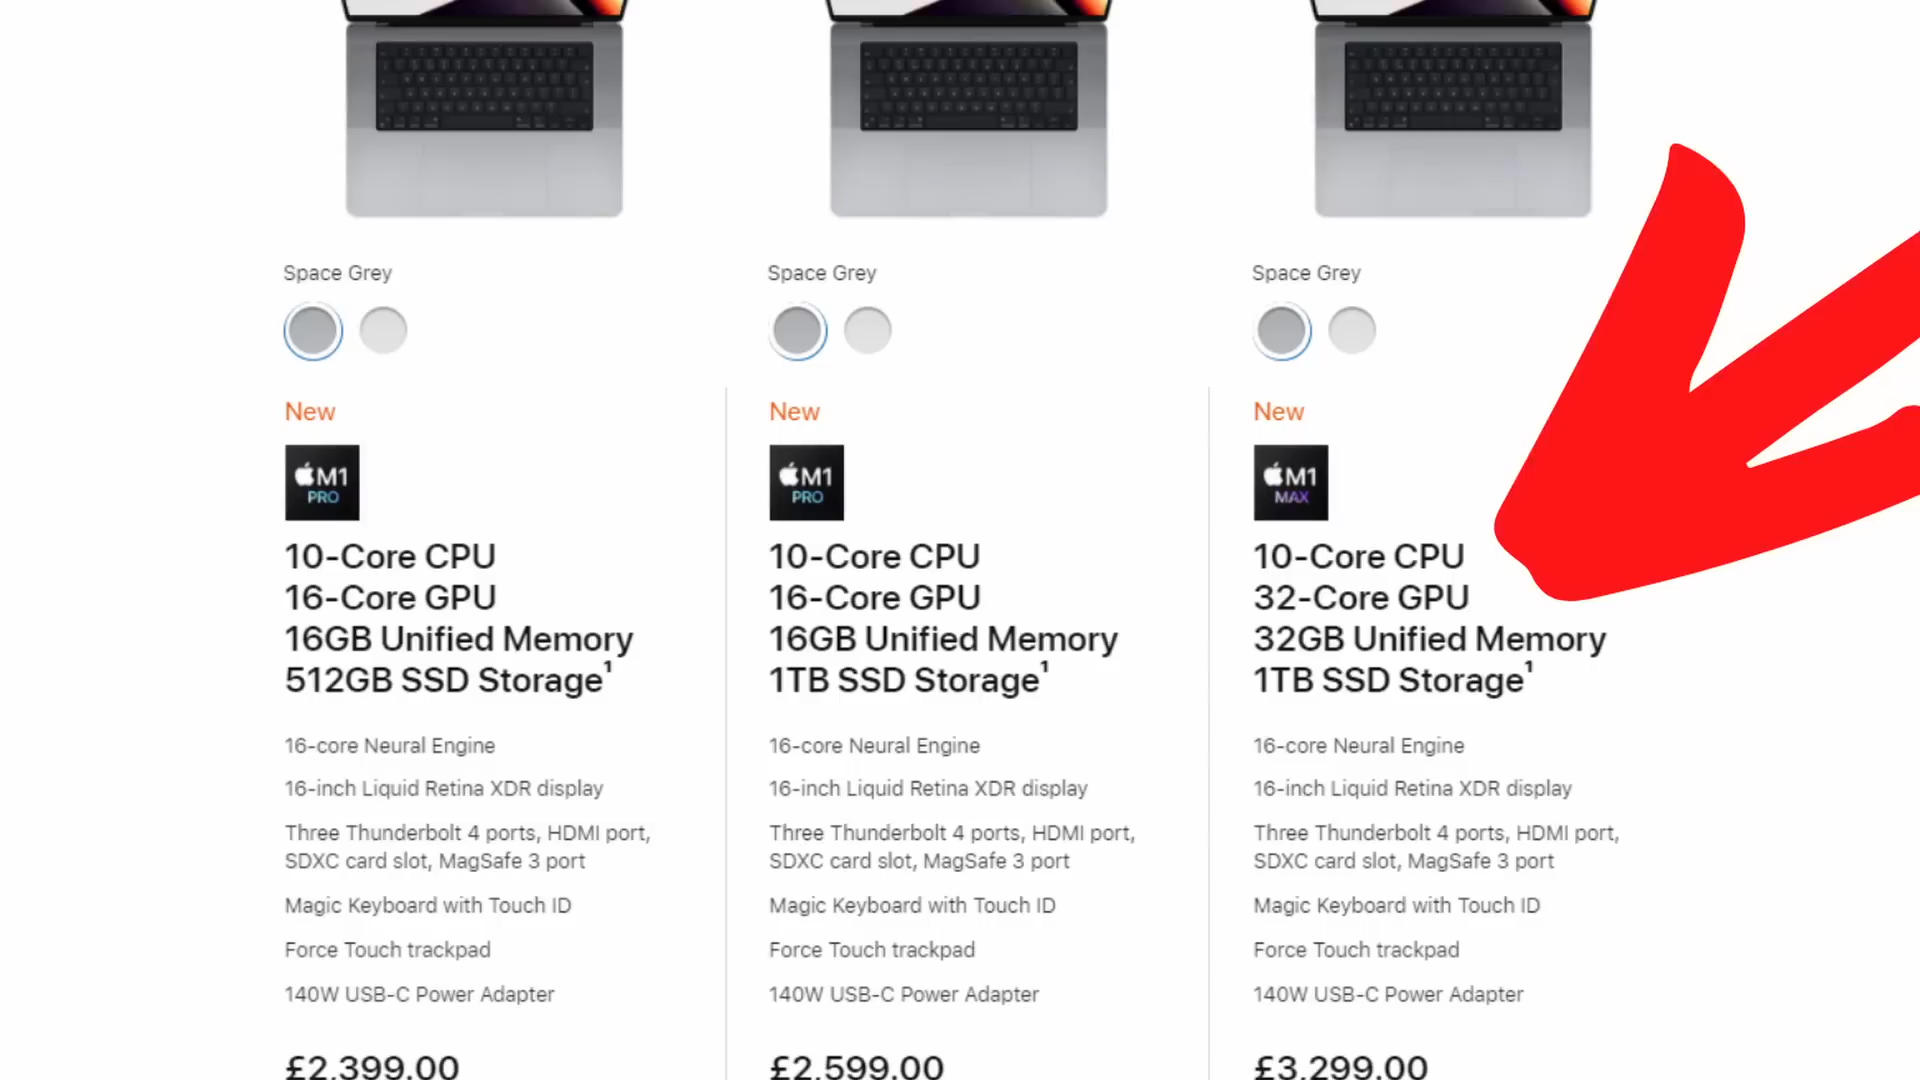 Space Grey
New
M1
PRO
10-Core CPU
16-Core GPU
16GB Unified Memory
512GB SSD Storage¹
16-core Neural Engine
16-inch Liquid Retina XDR display
Three Thunderbolt 4 ports, HDMI port,
SDXC card slot, MagSafe 3 port
Magic Keyboard with Touch ID
Force Touch trackpad
140W USB-C Power Adapter
£2,399.00
Space Grey
New
M1
PRO
10-Core CPU
16-Core GPU
16GB Unified Memory
1TB SSD Storage¹
16-core Neural Engine
16-inch Liquid Retina XDR display
Three Thunderbolt 4 ports, HDMI port,
SDXC card slot, MagSafe 3 port
Magic Keyboard with Touch ID
Force Touch trackpad
140W USB-C Power Adapter
£2,599.00
Space Grey
New
M1
MAX
10-Core CPU
32-Core GPU
32GB Unified Memory
1TB SSD Storage¹
16-core Neural Engine
16-inch Liquid Retina XDR display
Three Thunderbolt 4 ports, HDMI port,
SDXC card slot, MagSafe 3 port
Magic Keyboard with Touch ID
Force Touch trackpad
140W USB-C Power Adapter
£3,299.00